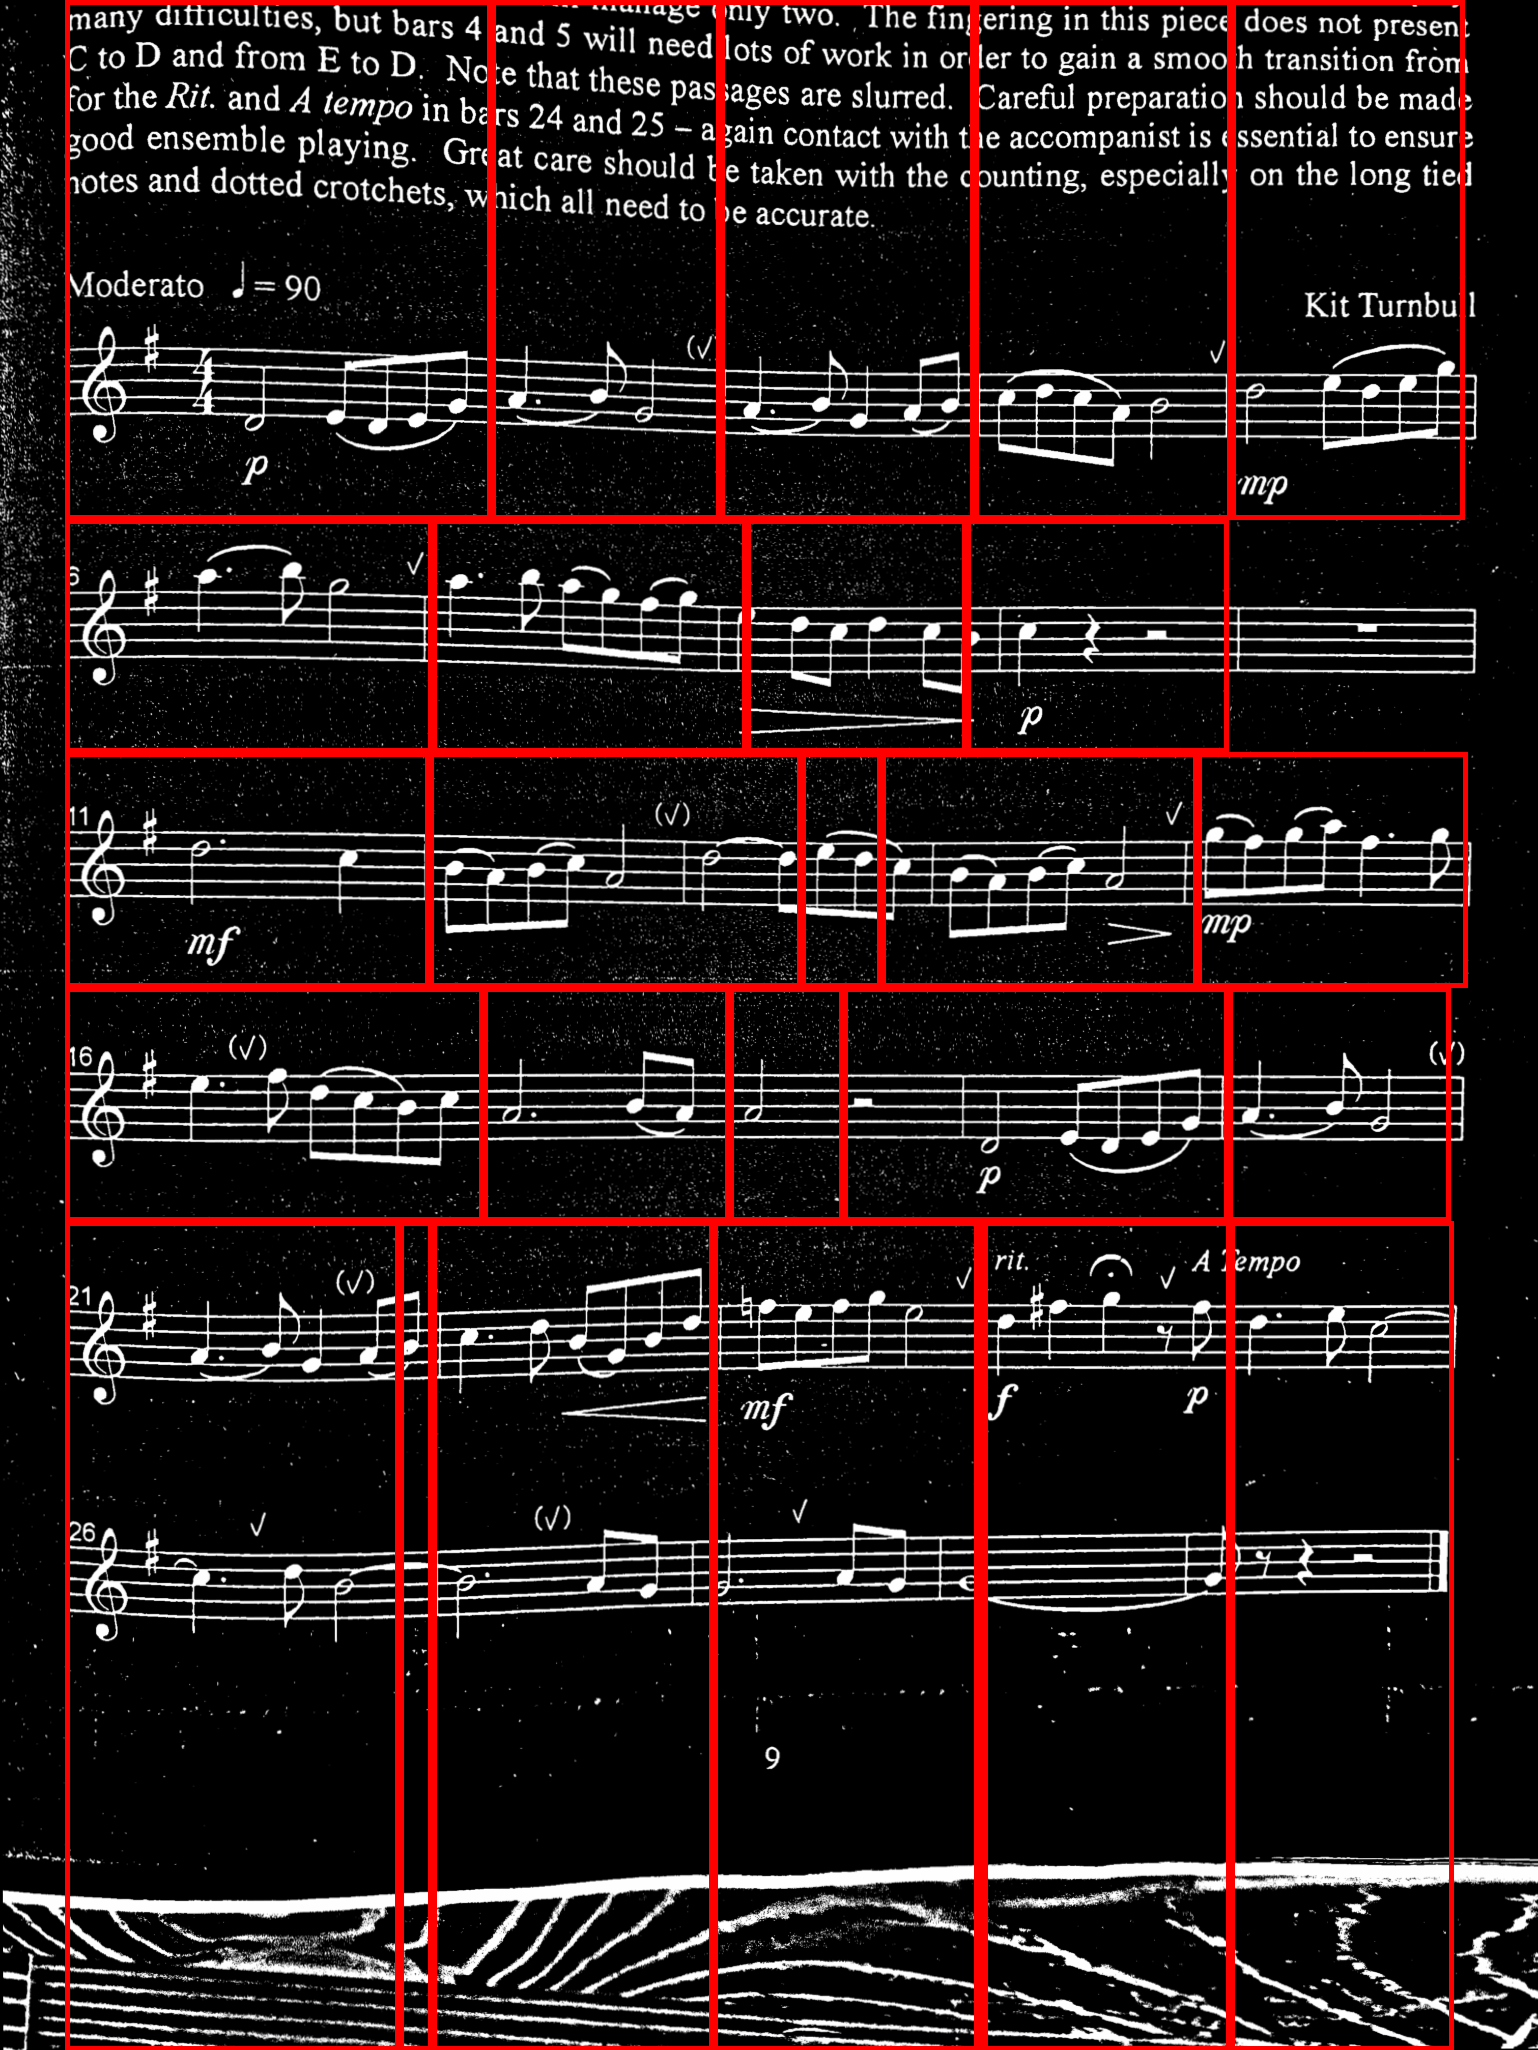 only two. The fingering in this piece does not present
many difficulties, but bars 4 and 5 will need lots of work in order to gain a smooth transition from
C to D and from E to D. Note that these passages are slurred. Careful preparation should be made
for the Rit. and A tempo in bars 24 and 25 – again contact with the accompanist is essential to ensure
good ensemble playing. Great care should be taken with the counting, especially on the long tied
notes and dotted crotchets, which all need to be accurate.
Moderato ♩ = 90
Kit Turnbull
4
4
(√) √
p mp
6
√
p
11
(√) √
mf mp
16
(√) (√)
p
21
(√) √ rit. √ A Tempo
mf f p
26
√ (√) √
9